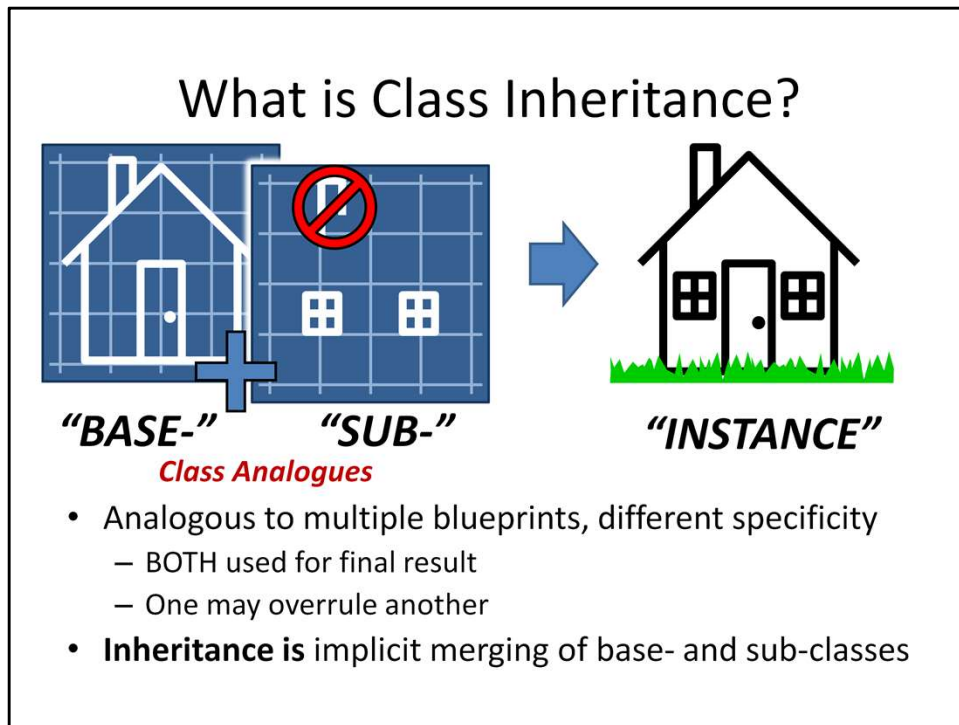 What is Class Inheritance?
“BASE-” “SUB-” “INSTANCE”
Class Analogues
• Analogous to multiple blueprints, different specificity
– BOTH used for final result
– One may overrule another
• Inheritance is implicit merging of base- and sub-classes